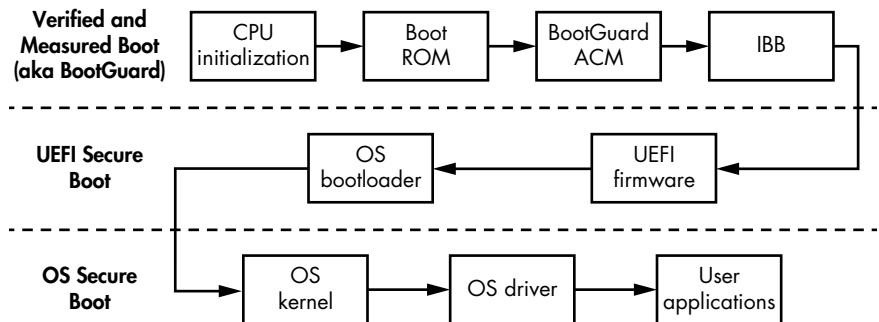 Verified and
Measured Boot
(aka BootGuard)
CPU
initialization
Boot
ROM
BootGuard
ACM
IBB
UEFI Secure
Boot
OS
bootloader
UEFI
firmware
OS Secure
Boot
OS
kernel
OS driver
User
applications